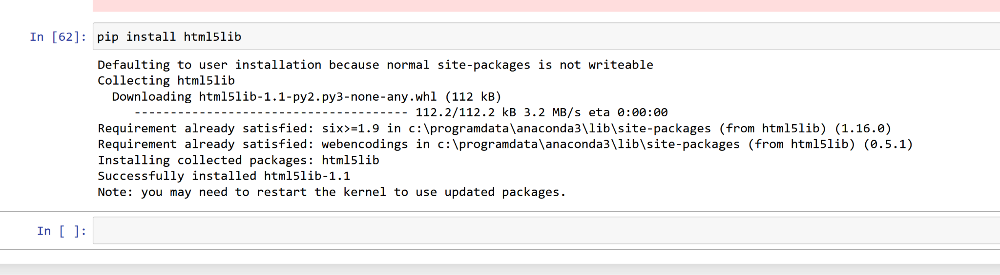 In [62]: pip install html5lib
Defaulting to user installation because normal site-packages is not writeable
Collecting html5lib
  Downloading html5lib-1.1-py2.py3-none-any.whl (112 kB)
     -------------------------------------- 112.2/112.2 kB 3.2 MB/s eta 0:00:00
Requirement already satisfied: six>=1.9 in c:\programdata\anaconda3\lib\site-packages (from html5lib) (1.16.0)
Requirement already satisfied: webencodings in c:\programdata\anaconda3\lib\site-packages (from html5lib) (0.5.1)
Installing collected packages: html5lib
Successfully installed html5lib-1.1
Note: you may need to restart the kernel to use updated packages.
In [ ]: